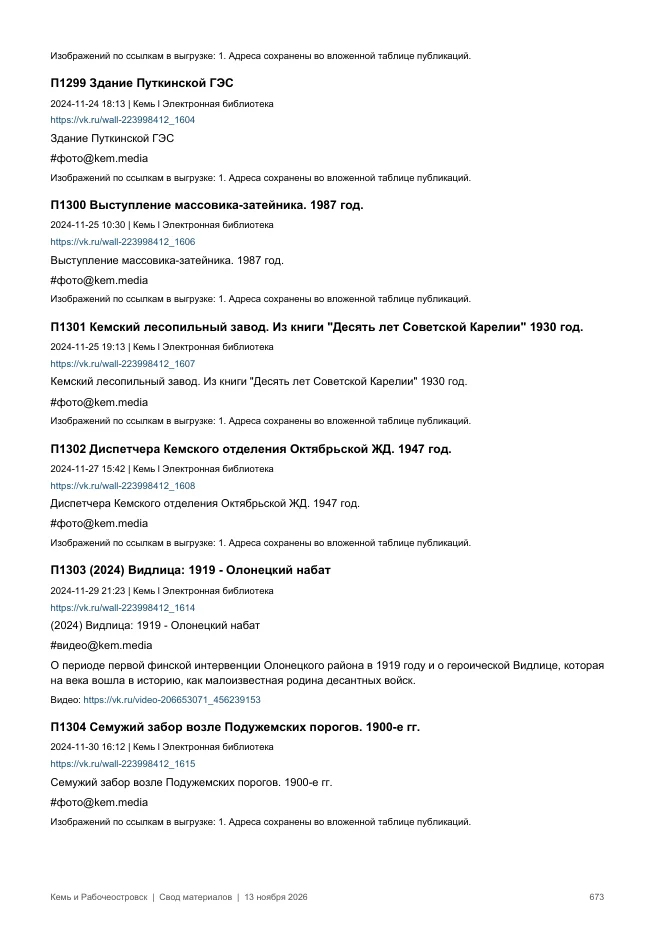 Изображений по ссылкам в выгрузке: 1. Адреса сохранены во вложенной таблице публикаций.
П1299 Здание Путкинской ГЭС
2024-11-24 18:13 | Кемь I Электронная библиотека
https://vk.ru/wall-223998412_1604
Здание Путкинской ГЭС
#фото@kem.media
Изображений по ссылкам в выгрузке: 1. Адреса сохранены во вложенной таблице публикаций.
П1300 Выступление массовика-затейника. 1987 год.
2024-11-25 10:30 | Кемь I Электронная библиотека
https://vk.ru/wall-223998412_1606
Выступление массовика-затейника. 1987 год.
#фото@kem.media
Изображений по ссылкам в выгрузке: 1. Адреса сохранены во вложенной таблице публикаций.
П1301 Кемский лесопильный завод. Из книги "Десять лет Советской Карелии" 1930 год.
2024-11-25 19:13 | Кемь I Электронная библиотека
https://vk.ru/wall-223998412_1607
Кемский лесопильный завод. Из книги "Десять лет Советской Карелии" 1930 год.
#фото@kem.media
Изображений по ссылкам в выгрузке: 1. Адреса сохранены во вложенной таблице публикаций.
П1302 Диспетчера Кемского отделения Октябрьской ЖД. 1947 год.
2024-11-27 15:42 | Кемь I Электронная библиотека
https://vk.ru/wall-223998412_1608
Диспетчера Кемского отделения Октябрьской ЖД. 1947 год.
#фото@kem.media
Изображений по ссылкам в выгрузке: 1. Адреса сохранены во вложенной таблице публикаций.
П1303 (2024) Видлица: 1919 - Олонецкий набат
2024-11-29 21:23 | Кемь I Электронная библиотека
https://vk.ru/wall-223998412_1614
(2024) Видлица: 1919 - Олонецкий набат
#видео@kem.media
О периоде первой финской интервенции Олонецкого района в 1919 году и о героической Видлице, которая
на века вошла в историю, как малоизвестная родина десантных войск.
Видео: https://vk.ru/video-206653071_456239153
П1304 Семужий забор возле Подужемских порогов. 1900-е гг.
2024-11-30 16:12 | Кемь I Электронная библиотека
https://vk.ru/wall-223998412_1615
Семужий забор возле Подужемских порогов. 1900-е гг.
#фото@kem.media
Изображений по ссылкам в выгрузке: 1. Адреса сохранены во вложенной таблице публикаций.
Кемь и Рабочеостровск | Свод материалов | 13 ноября 2026 673